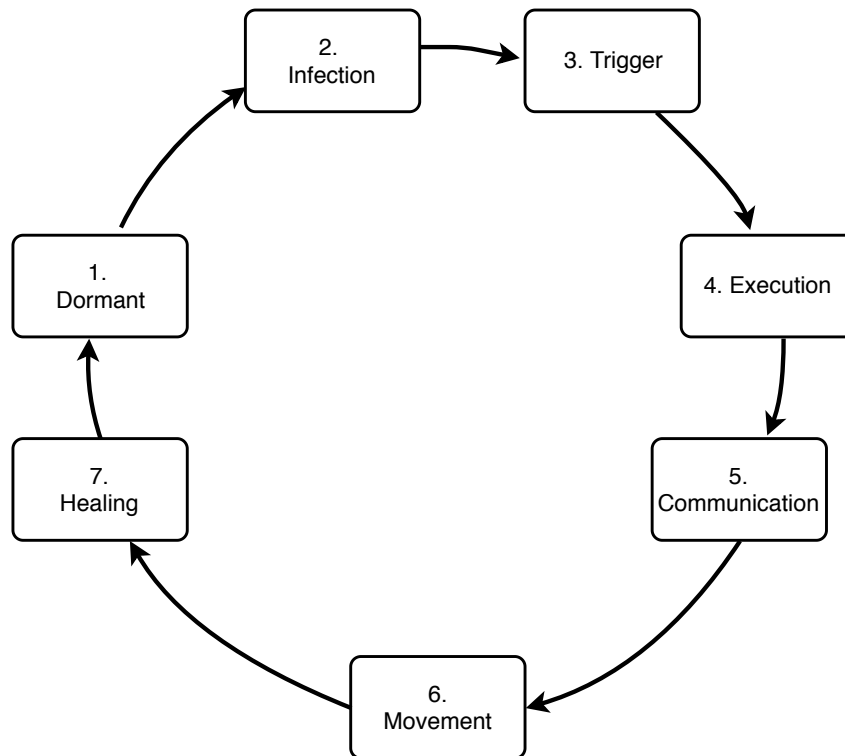 1.
Dormant
2.
Infection
3. Trigger
4. Execution
5.
Communication
6.
Movement
7.
Healing